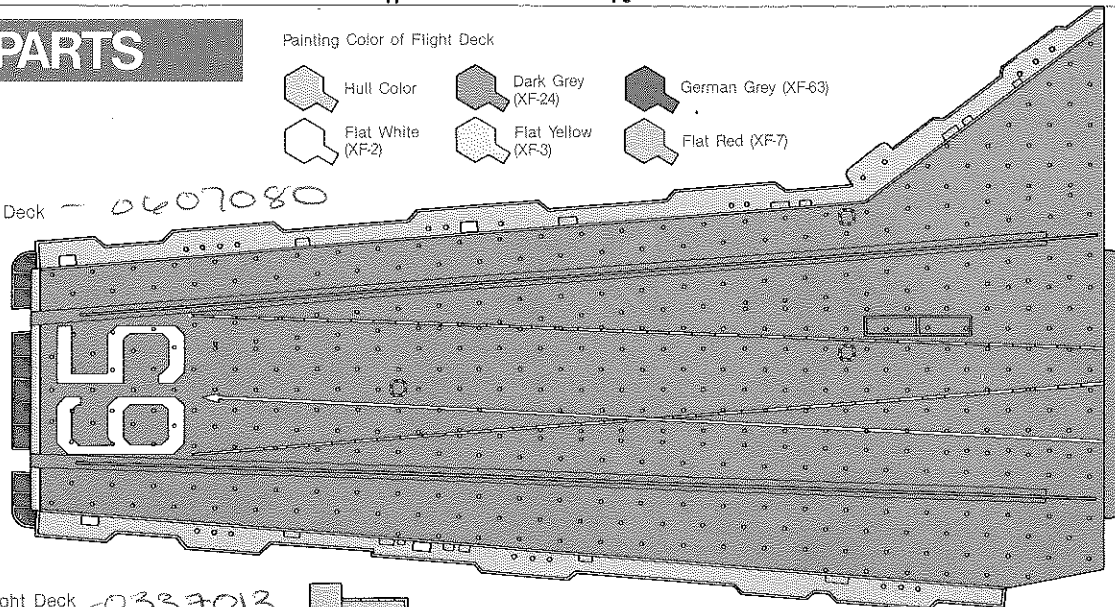 PARTS
Painting Color of Flight Deck
Hull Color
Dark Grey
(XF-24)
German Grey (XF-63)
Flat White
(XF-2)
Flat Yellow
(XF-3)
Flat Red (XF-7)
Deck - 0607080
65
ght Deck -0337013